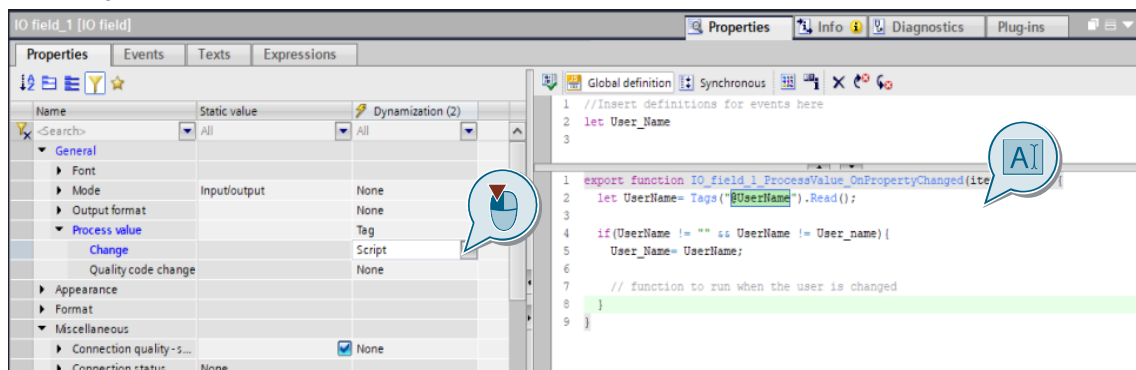 IO field_1 [IO field]
Properties Info Diagnostics Plug-ins
Properties Events Texts Expressions
Global definition Synchronous
Name Static value Dynamization (2)
<Search> All All
General
Font
Mode Input/output None
Output format None
Process value Tag
Change Script
Quality code change None
Appearance
Format
Miscellaneous
Connection quality - s... None
Connection status None
1 //Insert definitions for events here
2 let User_Name
3
AI
1 export function IO_field_1_ProcessValue_OnPropertyChanged(ite {
2 let UserName= Tags("@UserName").Read();
3
4 if(UserName != "" && UserName != User_name){
5 User_Name= UserName;
6
7 // function to run when the user is changed
8 }
9 }